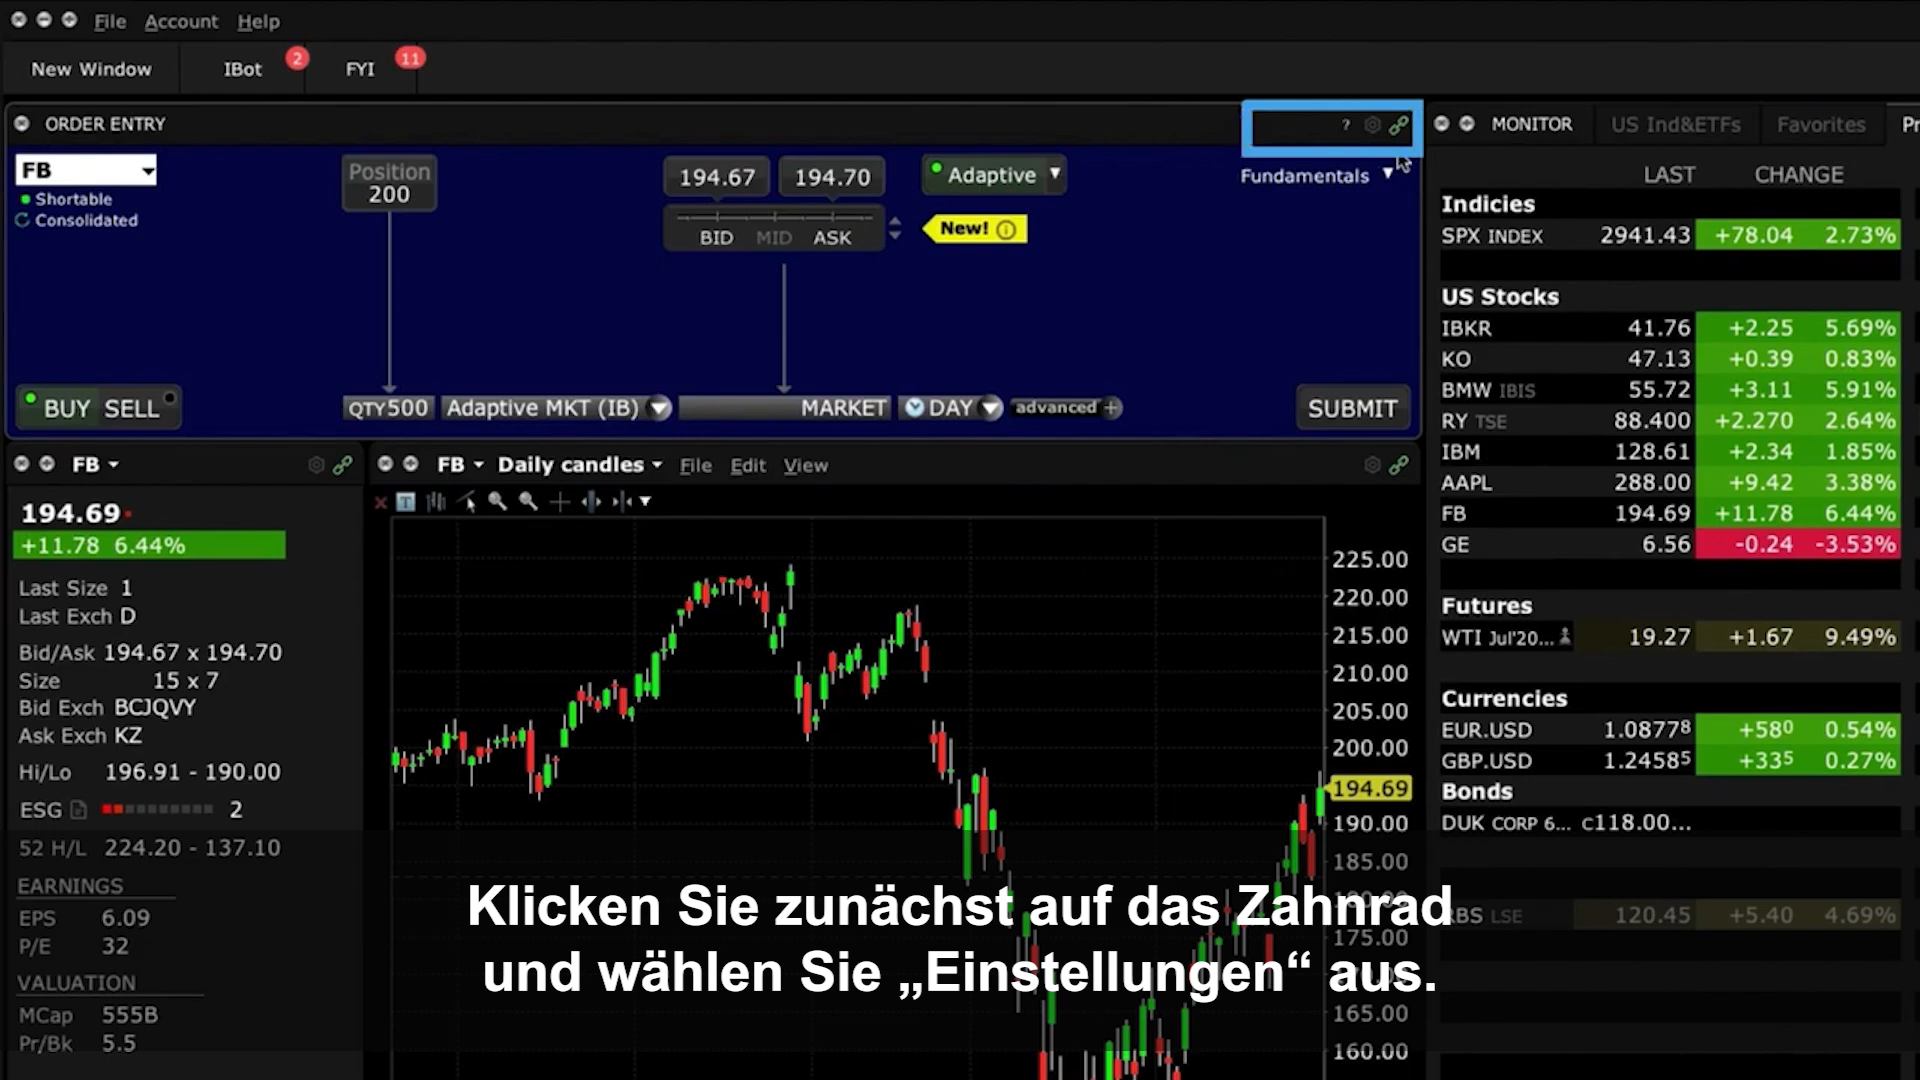 File Account Help
New Window IBot 2 FYI 11
ORDER ENTRY ?
FB
Shortable
Consolidated
Position
200
194.67 194.70
BID MID ASK
Adaptive
New!
Fundamentals
BUY SELL
QTY500 Adaptive MKT (IB) MARKET DAY advanced +
SUBMIT
FB
194.69
+11.78 6.44%
Last Size 1
Last Exch D
Bid/Ask 194.67 x 194.70
Size 15 x 7
Bid Exch BCJQVY
Ask Exch KZ
Hi/Lo 196.91 - 190.00
ESG 2
52 H/L 224.20 - 137.10
EARNINGS
EPS 6.09
P/E 32
VALUATION
MCap 555B
Pr/Bk 5.5
FB Daily candles File Edit View
225.00
220.00
215.00
210.00
205.00
200.00
194.69
190.00
185.00
175.00
165.00
160.00
MONITOR US Ind&ETFs Favorites
LAST CHANGE
Indicies
SPX INDEX 2941.43 +78.04 2.73%
US Stocks
IBKR 41.76 +2.25 5.69%
KO 47.13 +0.39 0.83%
BMW IBIS 55.72 +3.11 5.91%
RY TSE 88.400 +2.270 2.64%
IBM 128.61 +2.34 1.85%
AAPL 288.00 +9.42 3.38%
FB 194.69 +11.78 6.44%
GE 6.56 -0.24 -3.53%
Futures
WTI Jul'20... 19.27 +1.67 9.49%
Currencies
EUR.USD 1.08778 +580 0.54%
GBP.USD 1.24585 +335 0.27%
Bonds
DUK CORP 6... c118.00...
LSE 120.45 +5.40 4.69%
Klicken Sie zunächst auf das Zahnrad
und wählen Sie „Einstellungen“ aus.